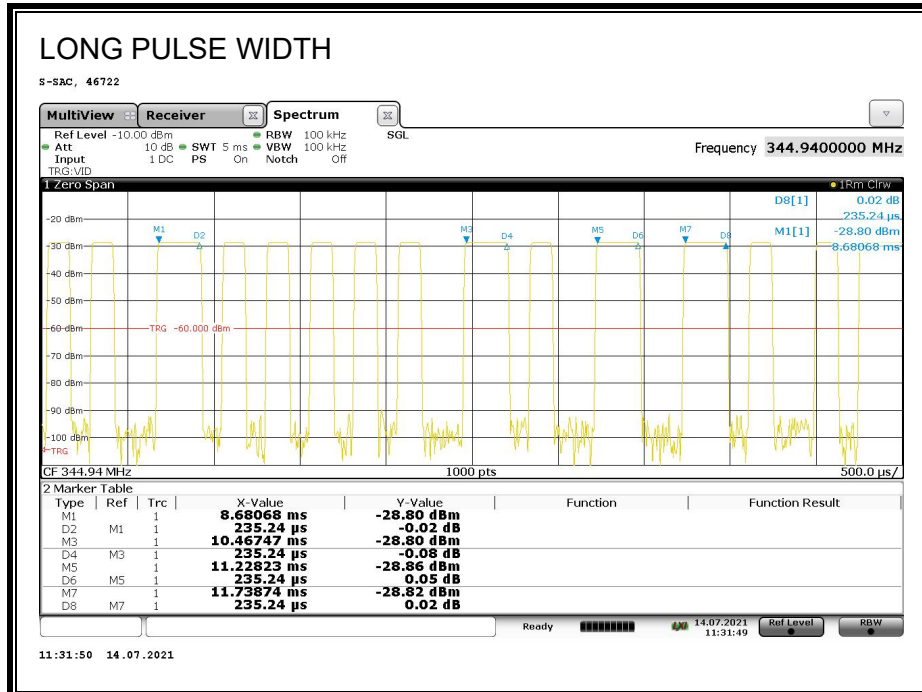 LONG PULSE WIDTH
S-SAC, 46722
MultiView Receiver Spectrum
Ref Level -10.00 dBm RBW 100 kHz SGL
Att 10 dB SWT 5 ms VBW 100 kHz Frequency 344.9400000 MHz
Input 1 DC PS On Notch Off
TRG:VID
1 Zero Span 1Rm Clrw
D8[1] 0.02 dB
235.24 µs
M1[1] -28.80 dBm
8.68068 ms
M1 D2 M3 D4 M5 D6 M7 D8
-20 dBm
-30 dBm
-40 dBm
-50 dBm
-60 dBm TRG -60.000 dBm
-70 dBm
-80 dBm
-90 dBm
-100 dBm
TRG
CF 344.94 MHz 1000 pts 500.0 µs/
2 Marker Table
Type Ref Trc X-Value Y-Value Function Function Result
M1 1 8.68068 ms -28.80 dBm
D2 M1 1 235.24 µs -0.02 dB
M3 1 10.46747 ms -28.80 dBm
D4 M3 1 235.24 µs -0.08 dB
M5 1 11.22823 ms -28.86 dBm
D6 M5 1 235.24 µs 0.05 dB
M7 1 11.73874 ms -28.82 dBm
D8 M7 1 235.24 µs 0.02 dB
Ready LXI 14.07.2021 Ref Level RBW
11:31:49
11:31:50 14.07.2021